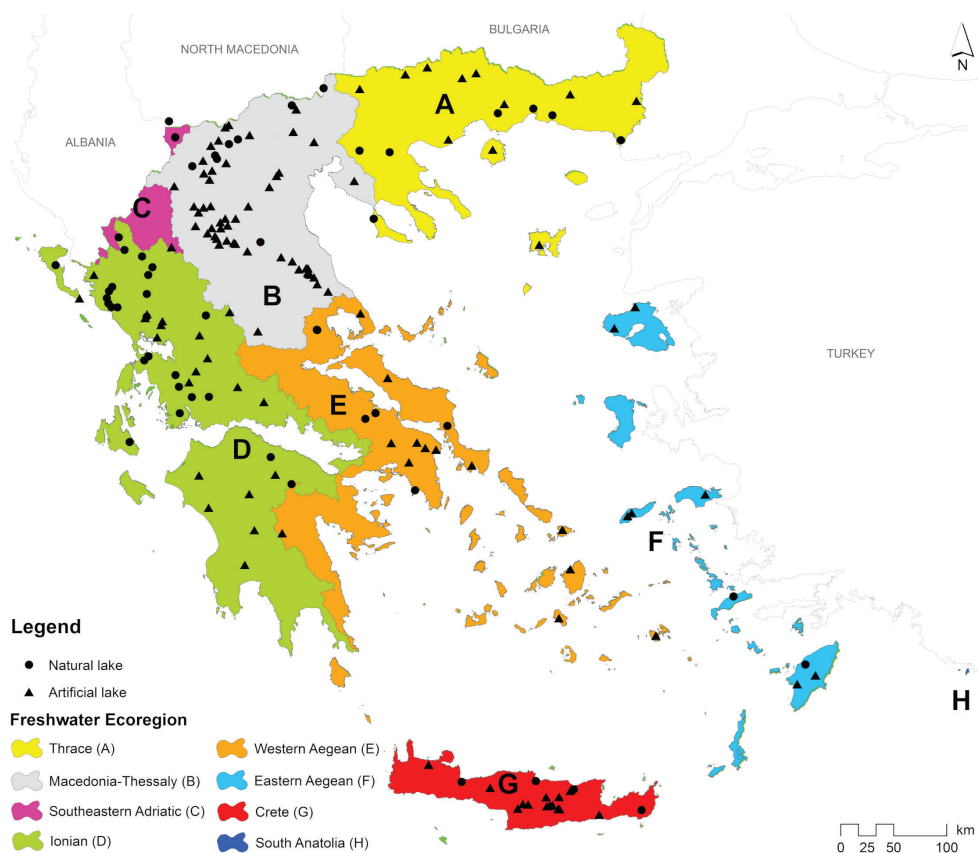 BULGARIA
NORTH MACEDONIA
N
A
ALBANIA
C
B
TURKEY
E
D
F
Legend
Natural lake
Artificial lake
H
Freshwater Ecoregion
Thrace (A)
Western Aegean (E)
Macedonia-Thessaly (B)
Eastern Aegean (F)
G
Southeastern Adriatic (C)
Crete (G)
Ionian (D)
South Anatolia (H)
km
0 25 50 100